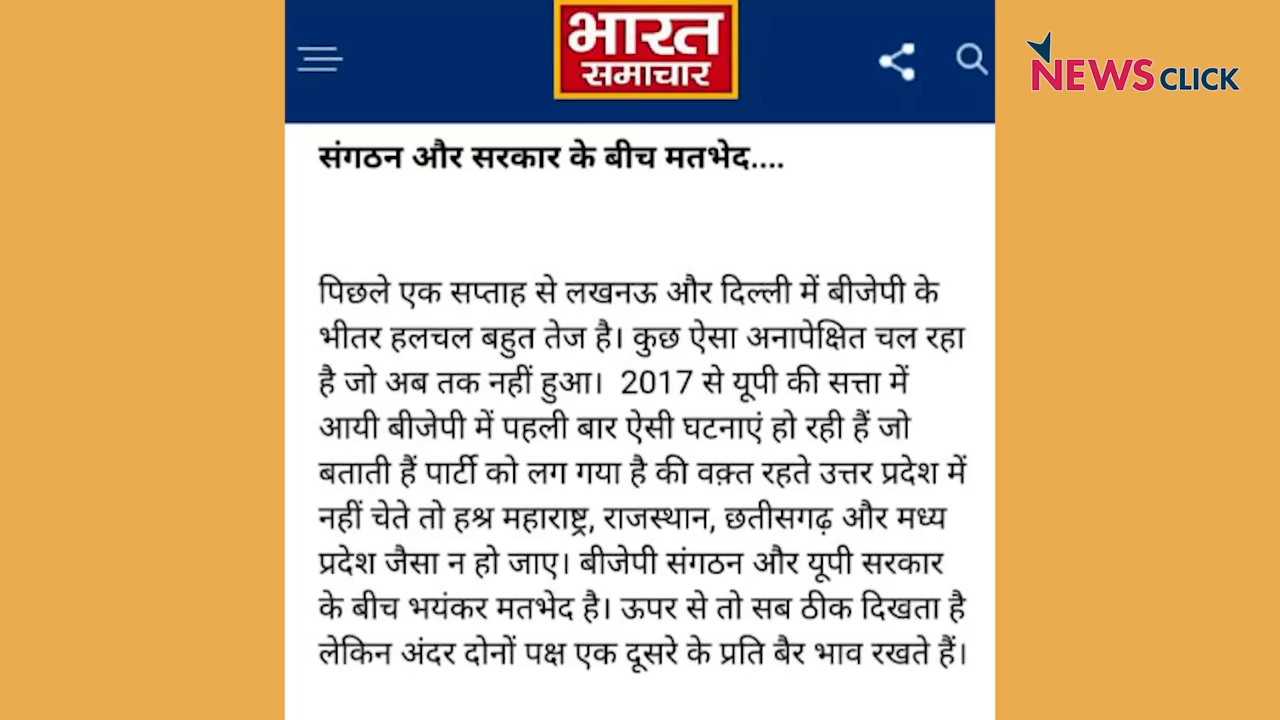 भारत
समाचार
NEWS CLICK
संगठन और सरकार के बीच मतभेद....
पिछले एक सप्ताह से लखनऊ और दिल्ली में बीजेपी के
भीतर हलचल बहुत तेज है। कुछ ऐसा अनापेक्षित चल रहा
है जो अब तक नहीं हुआ। 2017 से यूपी की सत्ता में
आयी बीजेपी में पहली बार ऐसी घटनाएं हो रही हैं जो
बताती हैं पार्टी को लग गया है की वक़्त रहते उत्तर प्रदेश में
नहीं चेते तो हश्र महाराष्ट्र, राजस्थान, छतीसगढ़ और मध्य
प्रदेश जैसा न हो जाए। बीजेपी संगठन और यूपी सरकार
के बीच भयंकर मतभेद है। ऊपर से तो सब ठीक दिखता है
लेकिन अंदर दोनों पक्ष एक दूसरे के प्रति बैर भाव रखते हैं।